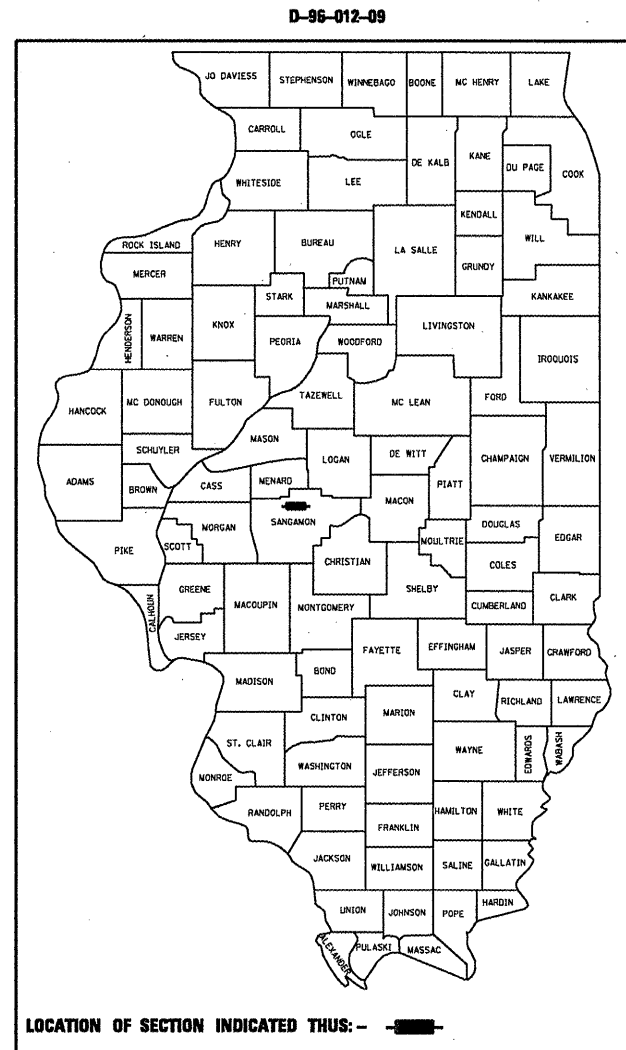 D-96-012-09
JO DAVIESS STEPHENSON WINNEBAGO BOONE MC HENRY LAKE
CARROLL OGLE DE KALB KANE DU PAGE COOK
WHITESIDE LEE
KENDALL WILL
ROCK ISLAND HENRY BUREAU LA SALLE
MERCER PUTNAM GRUNDY
STARK MARSHALL KANKAKEE
HENDERSON WARREN KNOX PEORIA WOODFORD LIVINGSTON
IROQUOIS
HANCOCK MC DONOUGH FULTON TAZEWELL MC LEAN FORD
MASON
SCHUYLER LOGAN DE WITT CHAMPAIGN VERMILION
ADAMS BROWN CASS MENARD PIATT
MACON
MORGAN SANGAMON DOUGLAS
PIKE SCOTT CHRISTIAN MOULTRIE EDGAR
COLES
GREENE MACOUPIN MONTGOMERY SHELBY CLARK
CALHOUN CUMBERLAND
JERSEY
FAYETTE EFFINGHAM JASPER CRAWFORD
MADISON BOND
CLAY RICHLAND LAWRENCE
CLINTON MARION
ST. CLAIR WAYNE EDWARDS WABASH
MONROE WASHINGTON JEFFERSON
RANDOLPH PERRY HAMILTON WHITE
FRANKLIN
JACKSON WILLIAMSON SALINE GALLATIN
HARDIN
UNION JOHNSON POPE
ALEXANDER PULASKI MASSAC
LOCATION OF SECTION INDICATED THUS: -